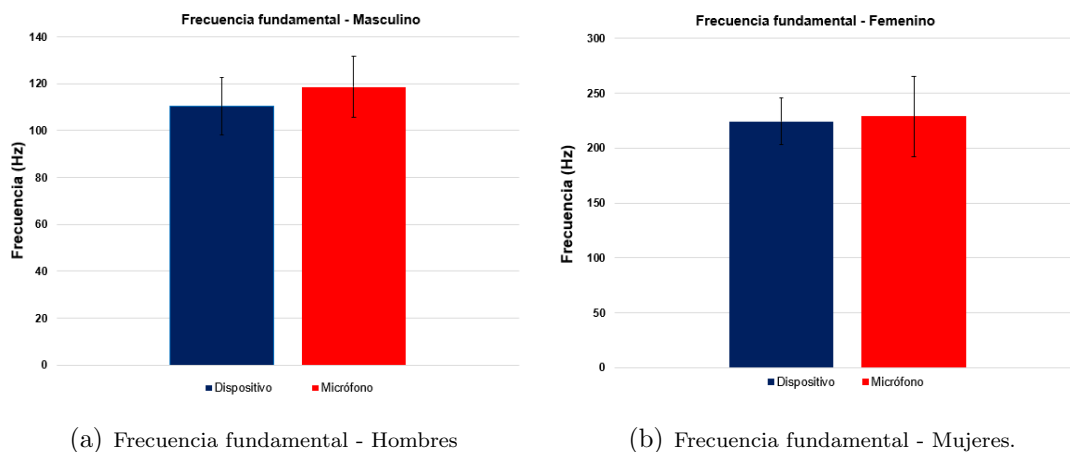 Frecuencia fundamental - Masculino
140
120
100
80
60
40
20
0
Frecuencia (Hz)
Dispositivo
Micrófono
(a) Frecuencia fundamental - Hombres
Frecuencia fundamental - Femenino
300
250
200
150
100
50
0
Frecuencia (Hz)
Dispositivo
Micrófono
(b) Frecuencia fundamental - Mujeres.